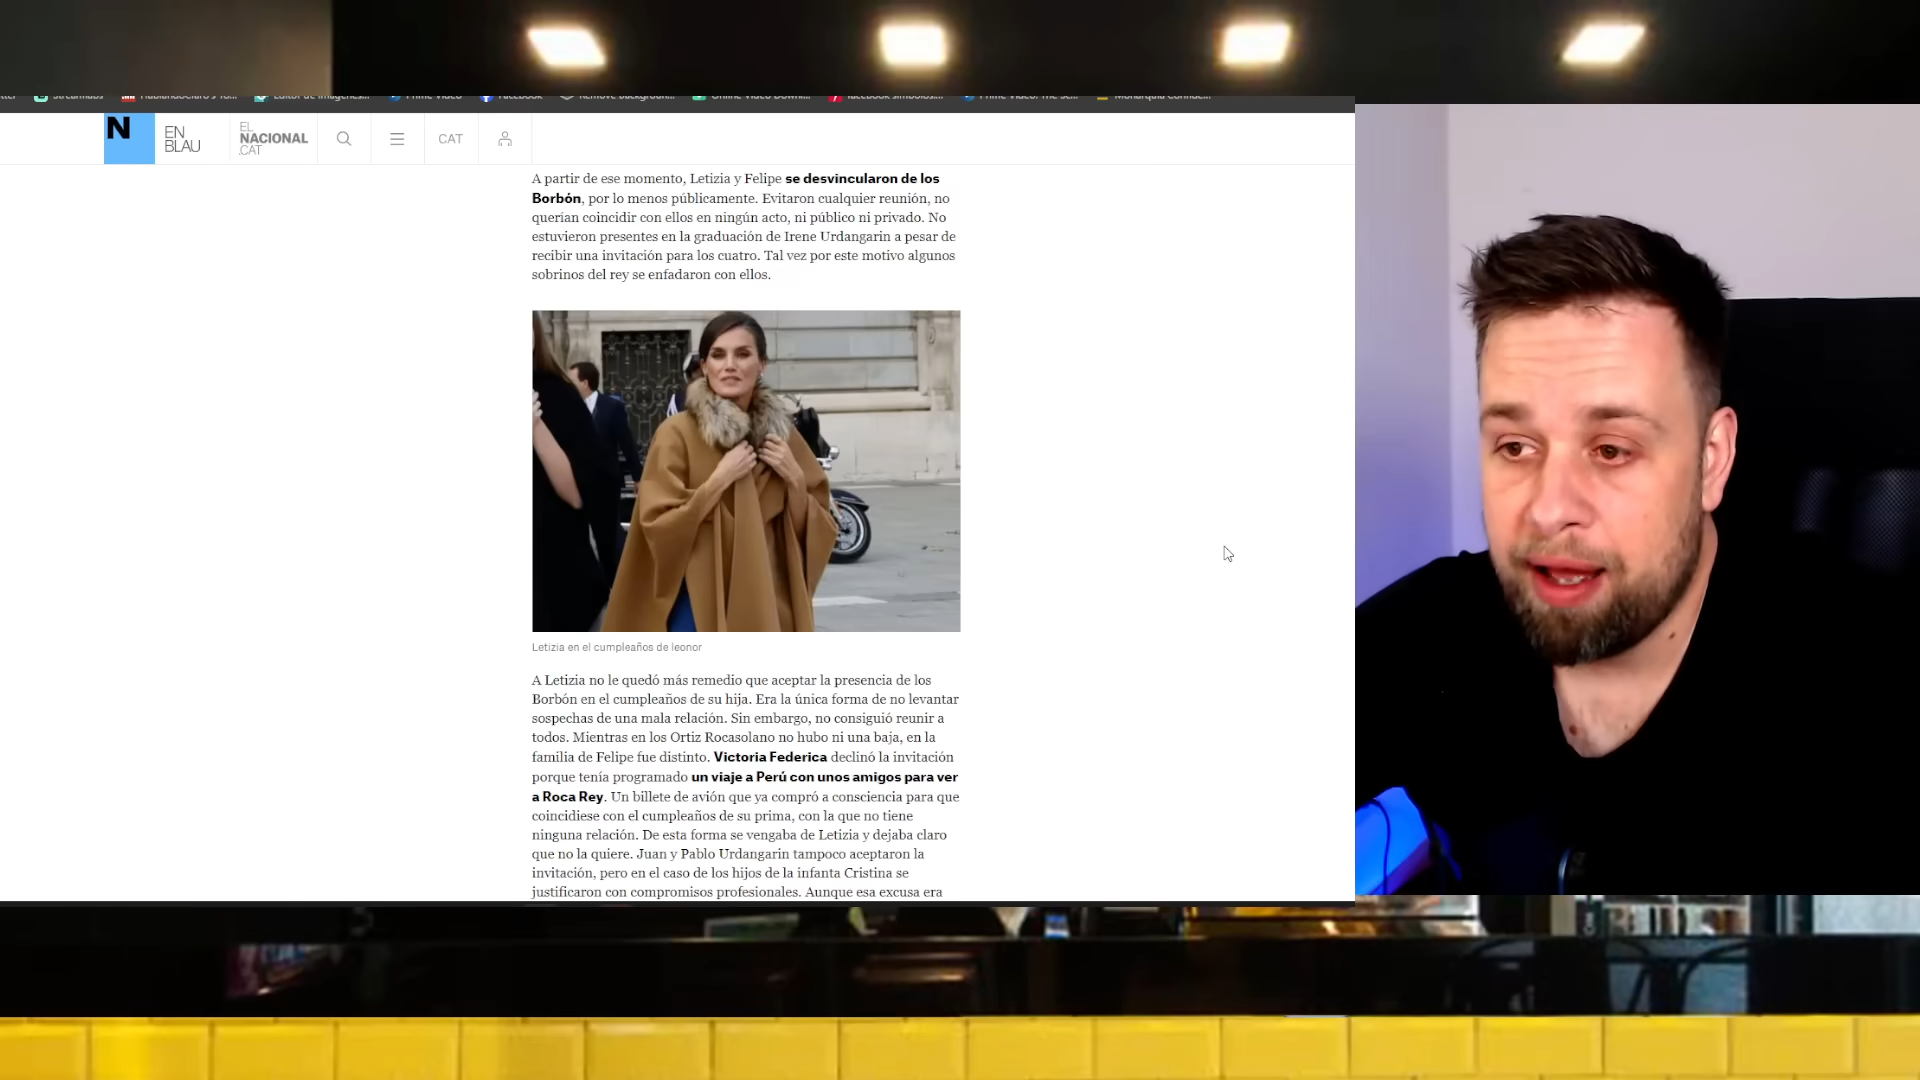 Streamlabs
Prime Video
Facebook
EN
BLAU
EL
NACIONAL
.CAT
CAT
N
A partir de ese momento, Letizia y Felipe se desvincularon de los
Borbón, por lo menos públicamente. Evitaron cualquier reunión, no
querían coincidir con ellos en ningún acto, ni público ni privado. No
estuvieron presentes en la graduación de Irene Urdangarin a pesar de
recibir una invitación para los cuatro. Tal vez por este motivo algunos
sobrinos del rey se enfadaron con ellos.
Letizia en el cumpleaños de leonor
A Letizia no le quedó más remedio que aceptar la presencia de los
Borbón en el cumpleaños de su hija. Era la única forma de no levantar
sospechas de una mala relación. Sin embargo, no consiguió reunir a
todos. Mientras en los Ortiz Rocasolano no hubo ni una baja, en la
familia de Felipe fue distinto. Victoria Federica declinó la invitación
porque tenía programado un viaje a Perú con unos amigos para ver
a Roca Rey. Un billete de avión que ya compró a consciencia para que
coincidiese con el cumpleaños de su prima, con la que no tiene
ninguna relación. De esta forma se vengaba de Letizia y dejaba claro
que no la quiere. Juan y Pablo Urdangarin tampoco aceptaron la
invitación, pero en el caso de los hijos de la infanta Cristina se
justificaron con compromisos profesionales. Aunque esa excusa era